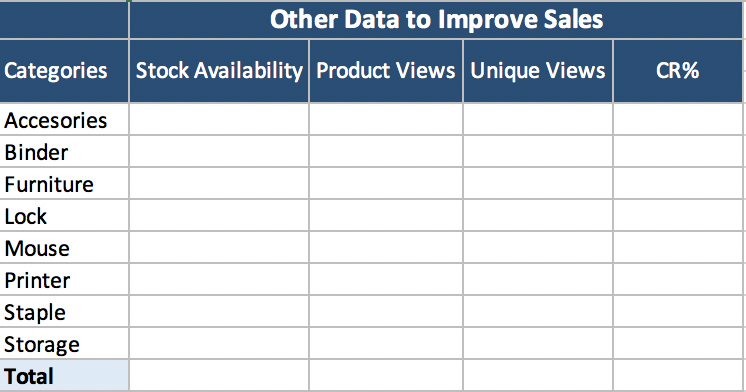 Other Data to Improve Sales
Categories Stock Availability Product Views Unique Views CR%
Accesories
Binder
Furniture
Lock
Mouse
Printer
Staple
Storage
Total